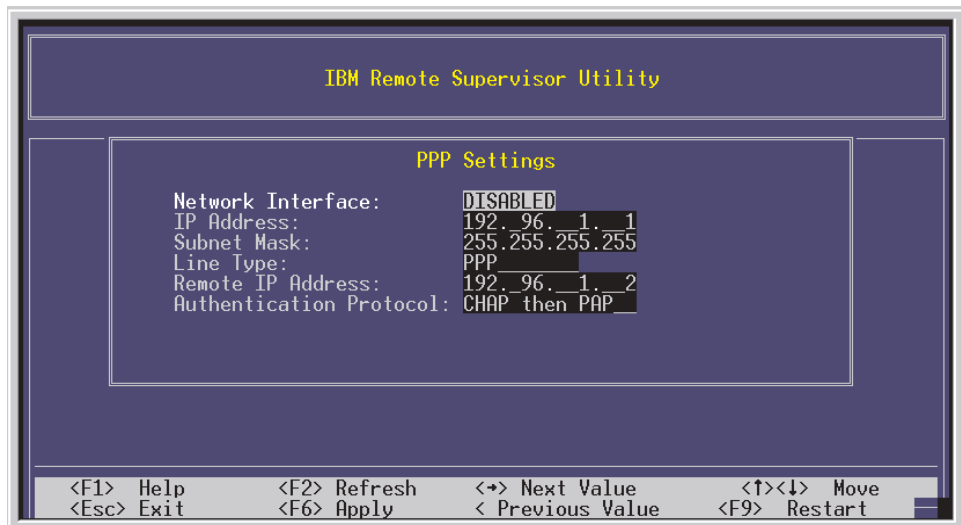 IBM Remote Supervisor Utility
PPP Settings
Network Interface: DISABLED
IP Address: 192._96.__1.__1
Subnet Mask: 255.255.255.255
Line Type: PPP_______
Remote IP Address: 192._96.__1.__2
Authentication Protocol: CHAP then PAP__
<F1> Help <F2> Refresh <→> Next Value <↑><↓> Move
<Esc> Exit <F6> Apply < Previous Value <F9> Restart